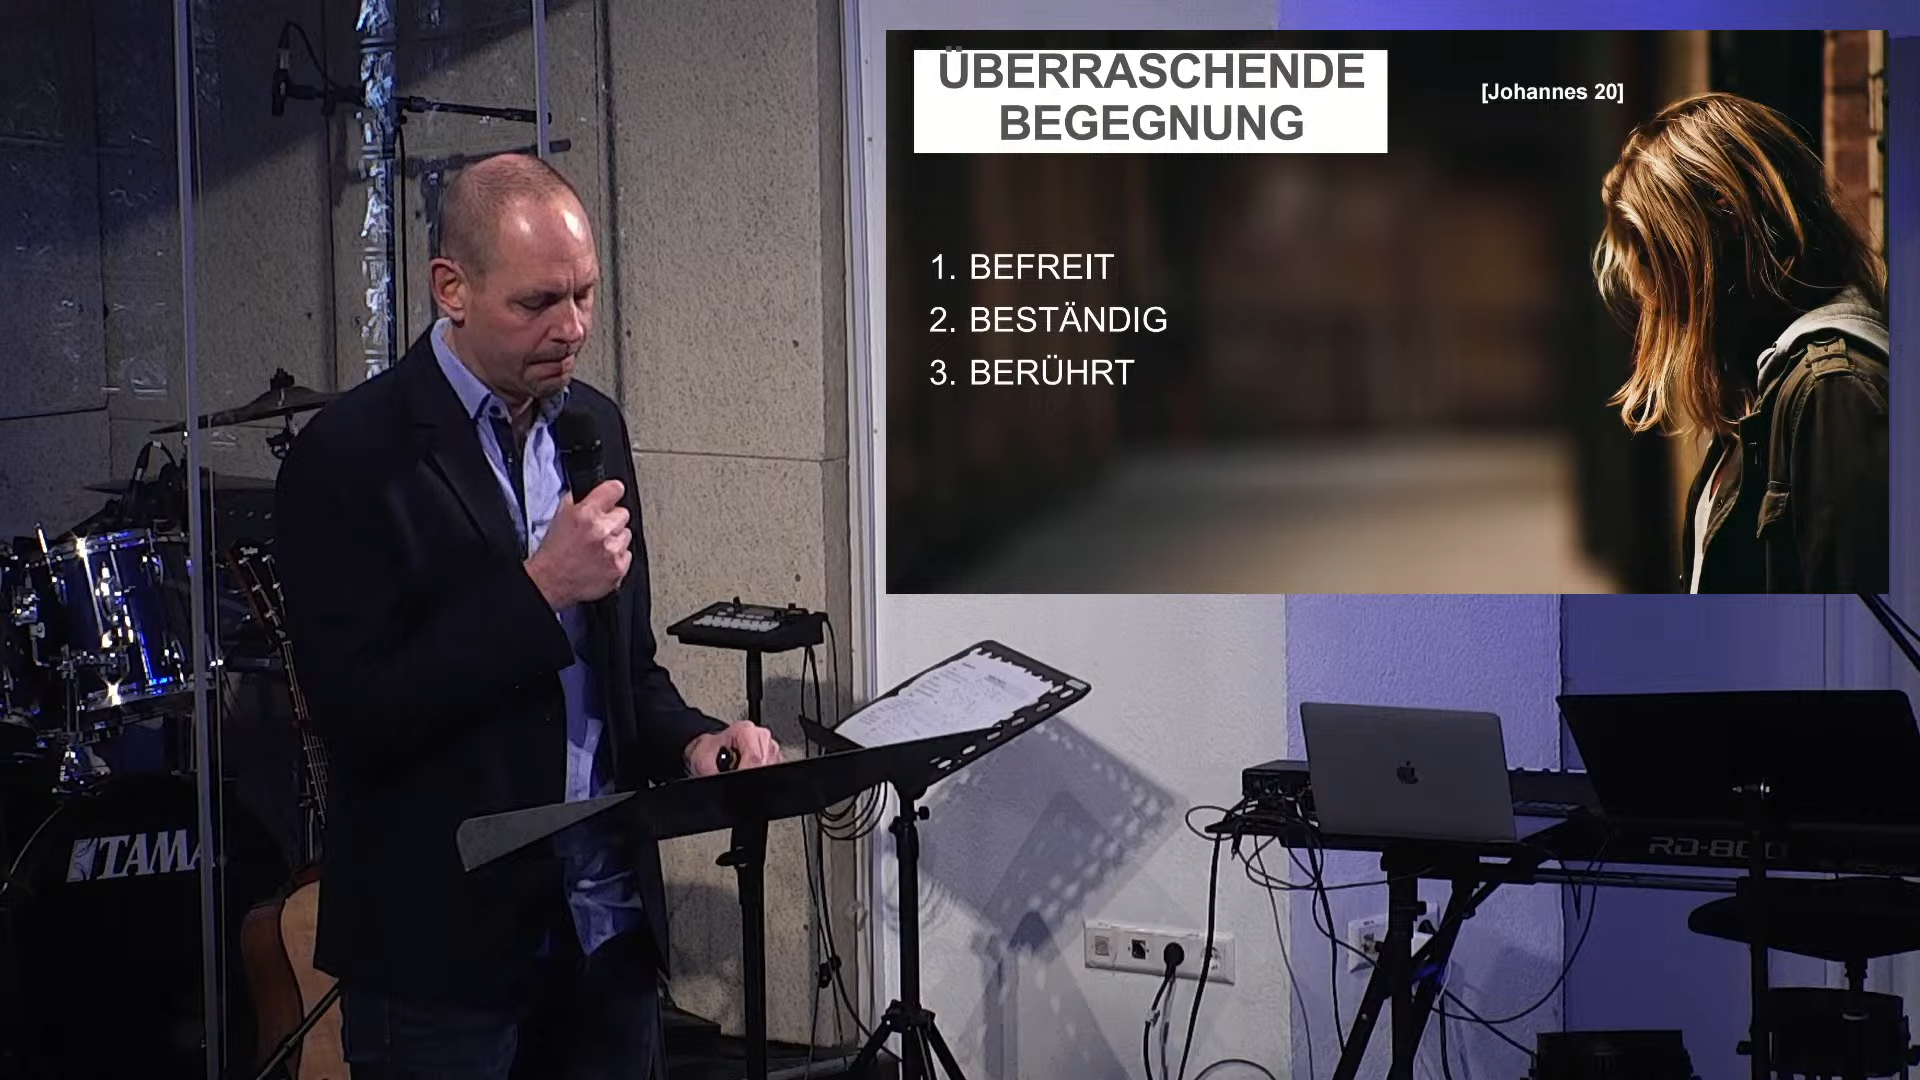 ÜBERRASCHENDE
BEGEGNUNG
[Johannes 20]
1. BEFREIT
2. BESTÄNDIG
3. BERÜHRT
TAMA
RD-800